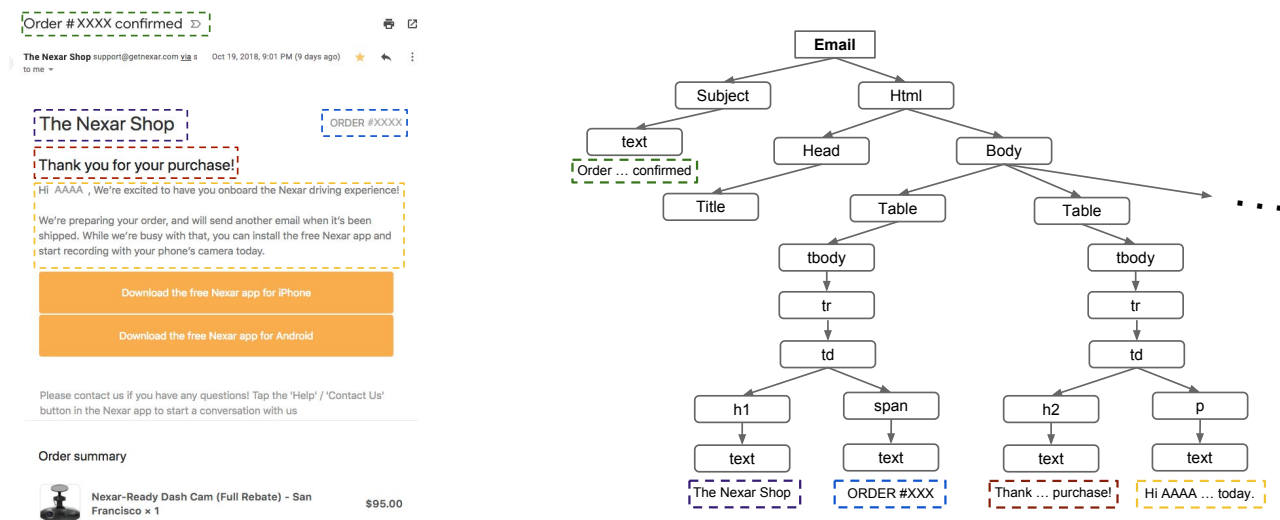 Order # XXXX confirmed
The Nexar Shop support@getnexar.com via s Oct 19, 2018, 9:01 PM (9 days ago)
to me
The Nexar Shop
ORDER #XXXX
Thank you for your purchase!
Hi AAAA , We're excited to have you onboard the Nexar driving experience!
We're preparing your order, and will send another email when it's been
shipped. While we're busy with that, you can install the free Nexar app and
start recording with your phone's camera today.
Download the free Nexar app for iPhone
Download the free Nexar app for Android
Please contact us if you have any questions! Tap the 'Help' / 'Contact Us'
button in the Nexar app to start a conversation with us
Order summary
Nexar-Ready Dash Cam (Full Rebate) - San
Francisco × 1
$95.00
Email
Subject Html
text Head Body
Order ... confirmed
Title Table Table ....
tbody tbody
tr tr
td td
h1 span h2 p
text text text text
The Nexar Shop ORDER #XXX Thank ... purchase! Hi AAAA ... today.